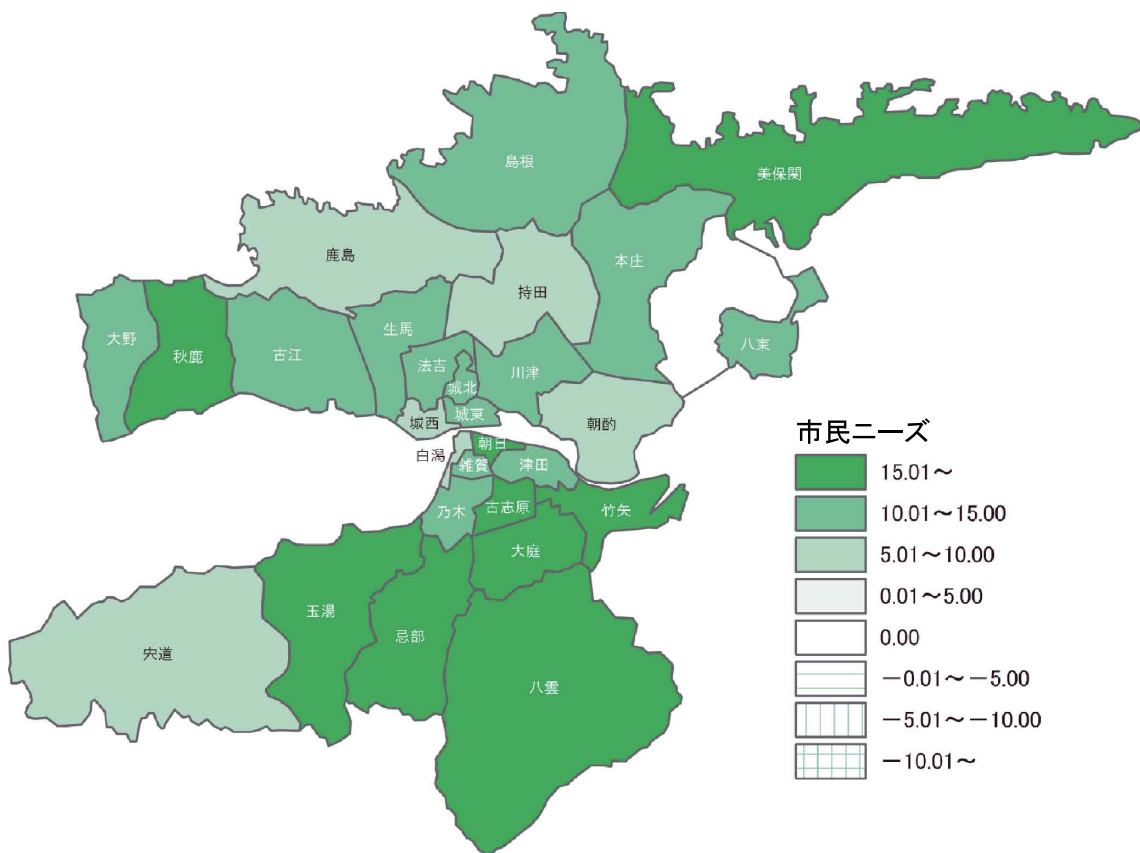 島根
美保関
鹿島
本庄
持田
大野
秋鹿
古江
生馬
八束
法吉
川津
城北
城西
城東
朝酌
白潟
朝日
雑賀
津田
乃木
古志原
竹矢
大庭
玉湯
忌部
宍道
八雲
市民ニーズ
15.01～
10.01～15.00
5.01～10.00
0.01～5.00
0.00
－0.01～－5.00
－5.01～－10.00
－10.01～